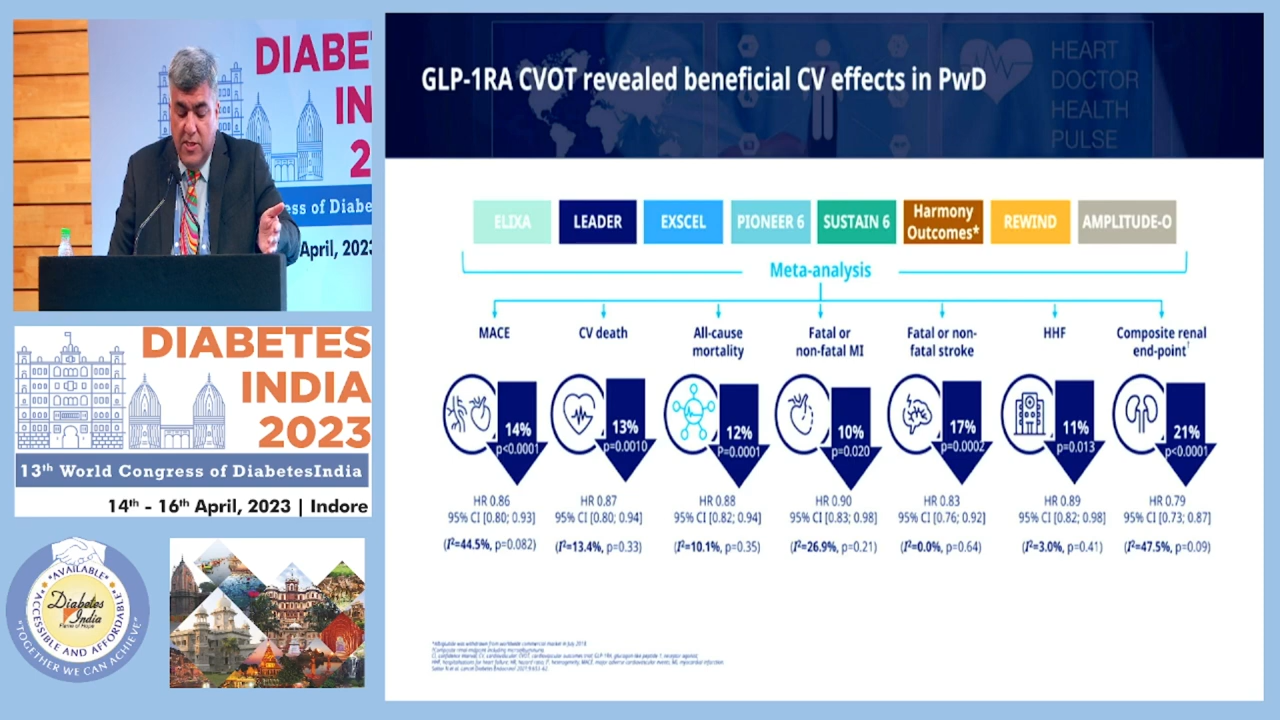 DIABE
IN
2
ess of Diabe
April, 2023
DIABETES
INDIA
2023
13th World Congress of DiabetesIndia
14th - 16th April, 2023 | Indore
*AVAILABLE*
*ACCESSIBLE AND AFFORDABLE*
Diabetes
India
"TOGETHER WE CAN ACHIEVE"
HEART
DOCTOR
HEALTH
PULSE
GLP-1RA CVOT revealed beneficial CV effects in PwD
ELIXA
LEADER
EXSCEL
PIONEER 6
SUSTAIN 6
Harmony
Outcomes*
REWIND
AMPLITUDE-O
Meta-analysis
MACE
CV death
All-cause
mortality
Fatal or
non-fatal MI
Fatal or non-
fatal stroke
HHF
Composite renal
end-point†
14%
p<0.0001
13%
p=0.0010
12%
P=0.0001
10%
p=0.020
17%
p=0.0002
11%
p=0.013
21%
p<0.0001
HR 0.86
95% CI [0.80; 0.93]
(I²=44.5%, p=0.082)
HR 0.87
95% CI [0.80; 0.94]
(I²=13.4%, p=0.33)
HR 0.88
95% CI [0.82; 0.94]
(I²=10.1%, p=0.35)
HR 0.90
95% CI [0.83; 0.98]
(I²=26.9%, p=0.21)
HR 0.83
95% CI [0.76; 0.92]
(I²=0.0%, p=0.64)
HR 0.89
95% CI [0.82; 0.98]
(I²=3.0%, p=0.41)
HR 0.79
95% CI [0.73; 0.87]
(I²=47.5%, p=0.09)